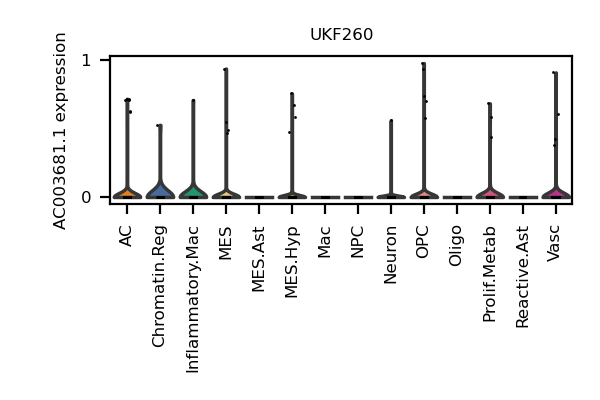 UKF260
AC003681.1 expression
1
0
AC
Chromatin.Reg
Inflammatory.Mac
MES
MES.Ast
MES.Hyp
Mac
NPC
Neuron
OPC
Oligo
Prolif.Metab
Reactive.Ast
Vasc